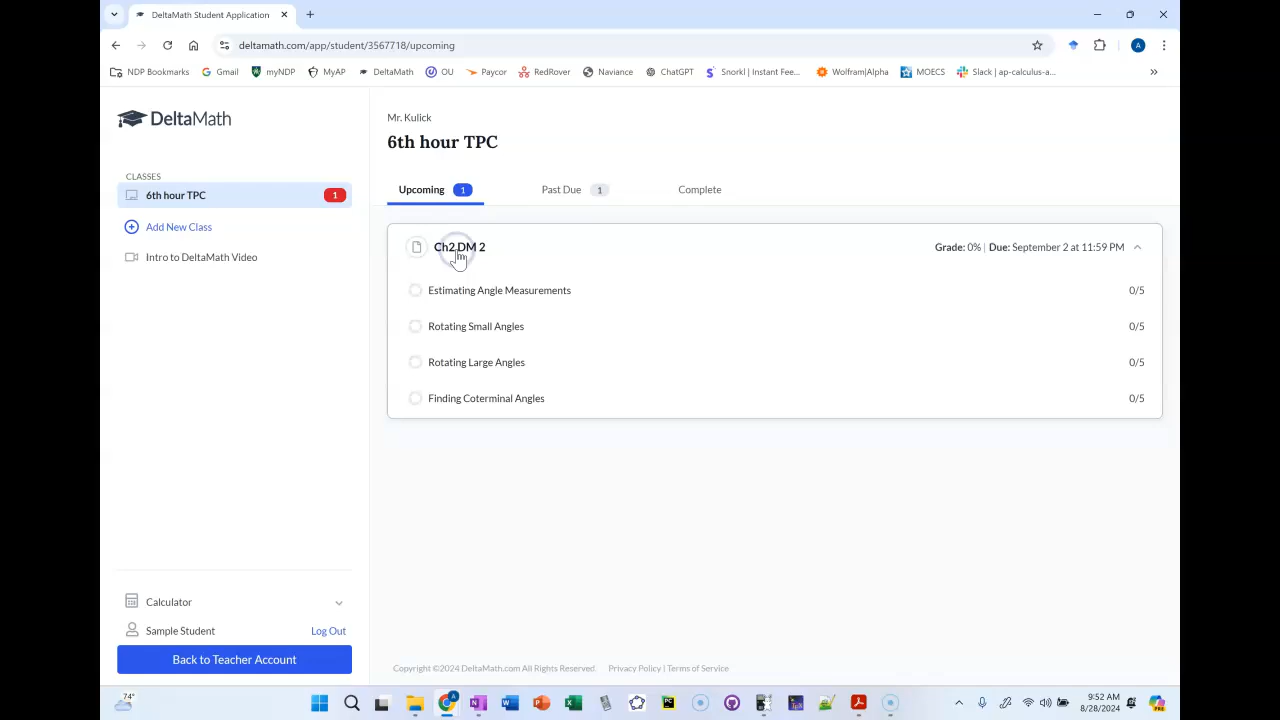 DeltaMath Student Application
deltamath.com/app/student/3567718/upcoming
A
NDP Bookmarks
Gmail
myNDP
MyAP
DeltaMath
OU
Paycor
RedRover
Naviance
ChatGPT
Snorkl | Instant Fee...
Wolfram|Alpha
MOECS
Slack | ap-calculus-a...
DeltaMath
CLASSES
6th hour TPC
1
Add New Class
Intro to DeltaMath Video
Mr. Kulick
6th hour TPC
Upcoming 1
Past Due 1
Complete
Ch2 DM 2
Grade: 0% | Due: September 2 at 11:59 PM
Estimating Angle Measurements 0/5
Rotating Small Angles 0/5
Rotating Large Angles 0/5
Finding Coterminal Angles 0/5
Calculator
Sample Student
Log Out
Back to Teacher Account
Copyright ©2024 DeltaMath.com All Rights Reserved.
Privacy Policy | Terms of Service
74°
9:52 AM
8/28/2024